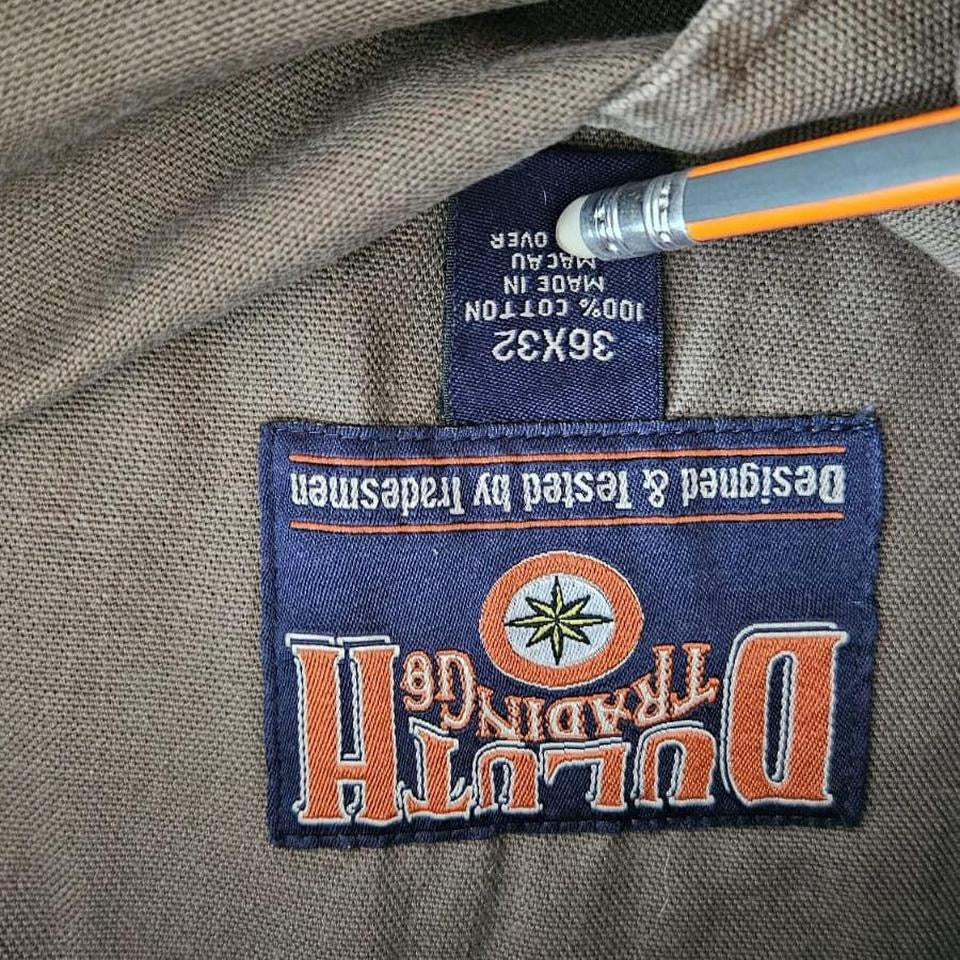 DULUTH
TRADING Co
Designed & Tested by Tradesmen
36X32
100% COTTON
MADE IN
MACAU
OVER